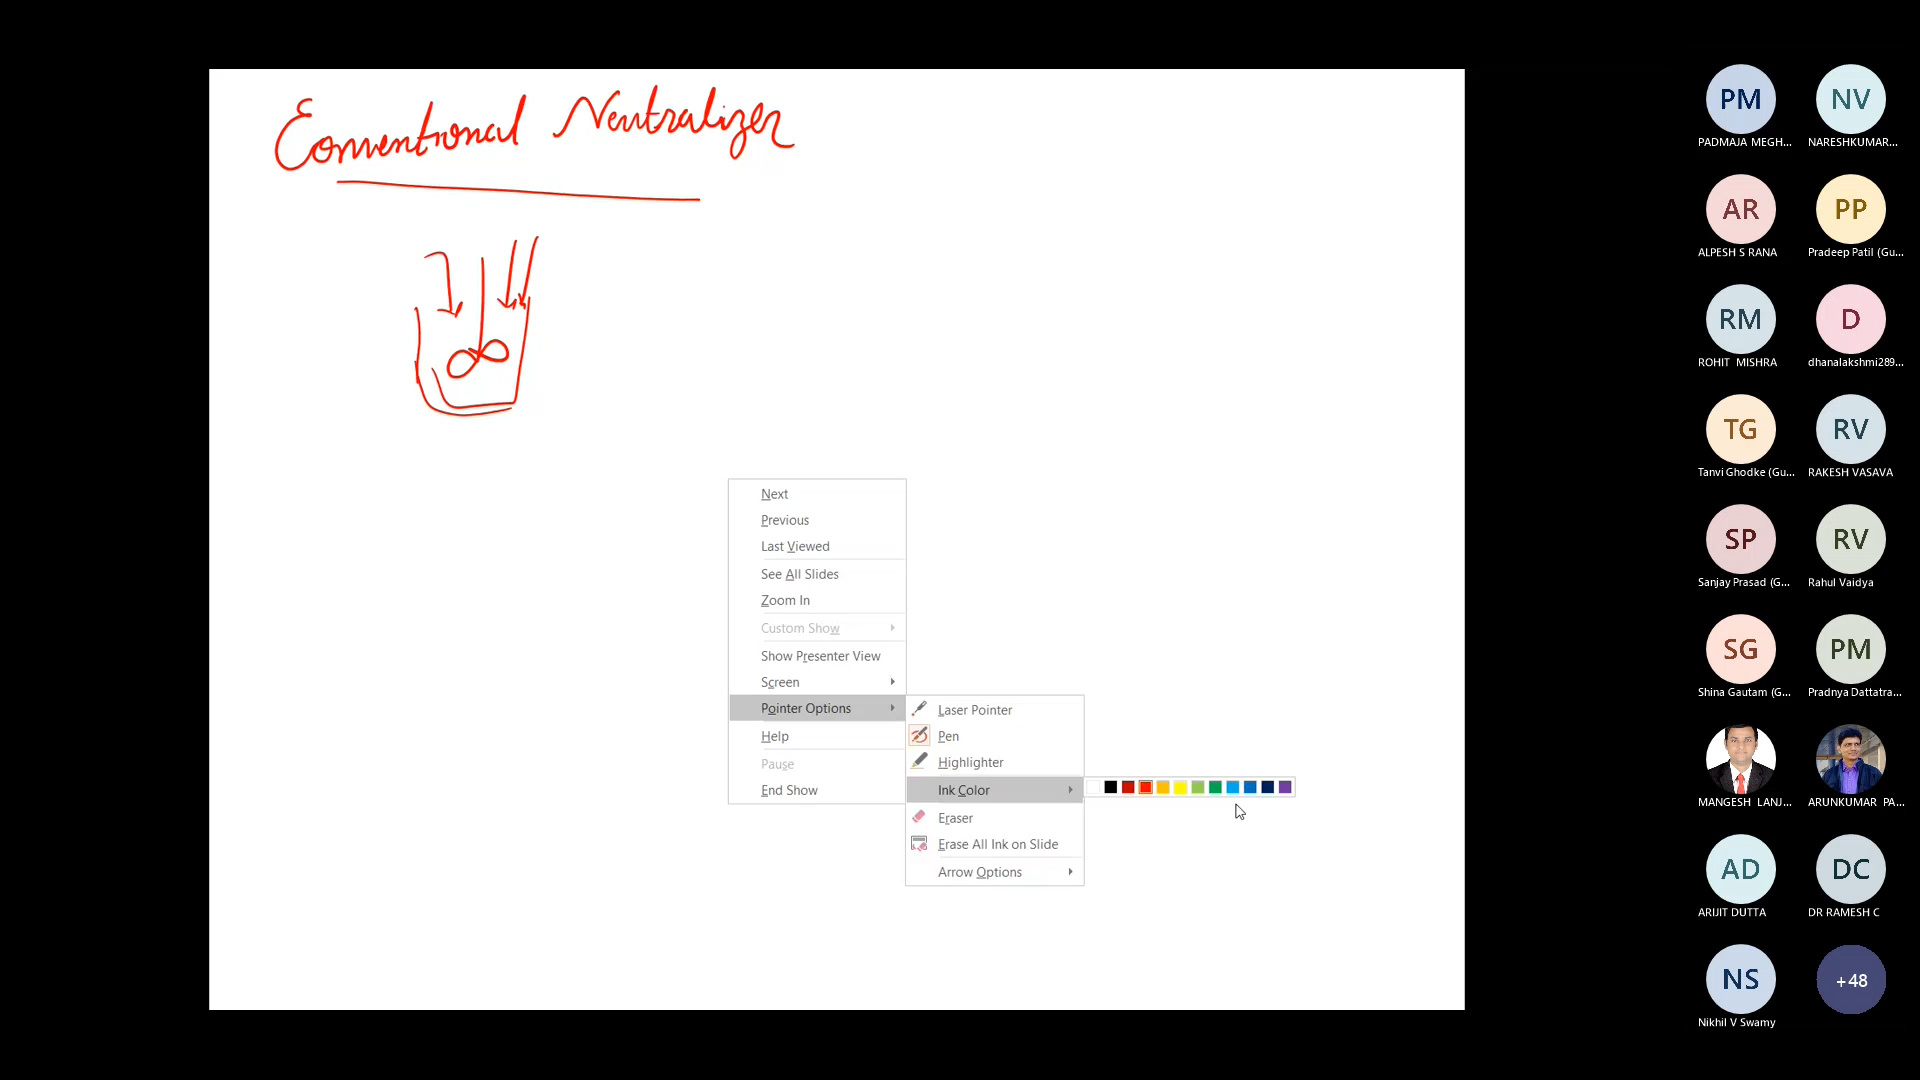 Conventional Neutralizer
Next
Previous
Last Viewed
See All Slides
Zoom In
Custom Show
Show Presenter View
Screen
Pointer Options
Help
Pause
End Show
Laser Pointer
Pen
Highlighter
Ink Color
Eraser
Erase All Ink on Slide
Arrow Options
PM NV
PADMAJA MEGH... NARESHKUMAR...
AR PP
ALPESH S RANA Pradeep Patil (Gu...
RM D
ROHIT MISHRA dhanalakshmi289...
TG RV
Tanvi Ghodke (Gu... RAKESH VASAVA
SP RV
Sanjay Prasad (G... Rahul Vaidya
SG PM
Shina Gautam (G... Pradnya Dattatra...
MANGESH LANJ... ARUNKUMAR PA...
AD DC
ARIJIT DUTTA DR RAMESH C
NS +48
Nikhil V Swamy